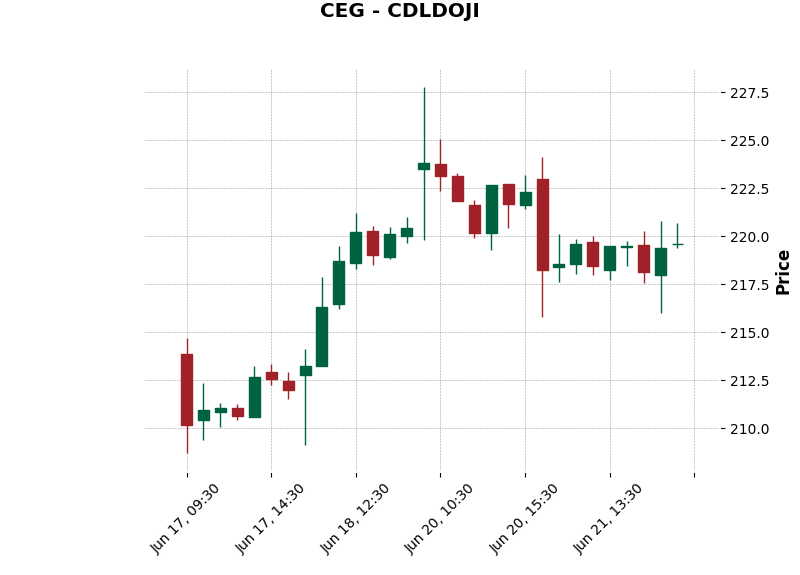 CEG - CDLDOJI
227.5
225.0
222.5
220.0
217.5
215.0
212.5
210.0
Price
Jun 17, 09:30
Jun 17, 14:30
Jun 18, 12:30
Jun 20, 10:30
Jun 20, 15:30
Jun 21, 13:30